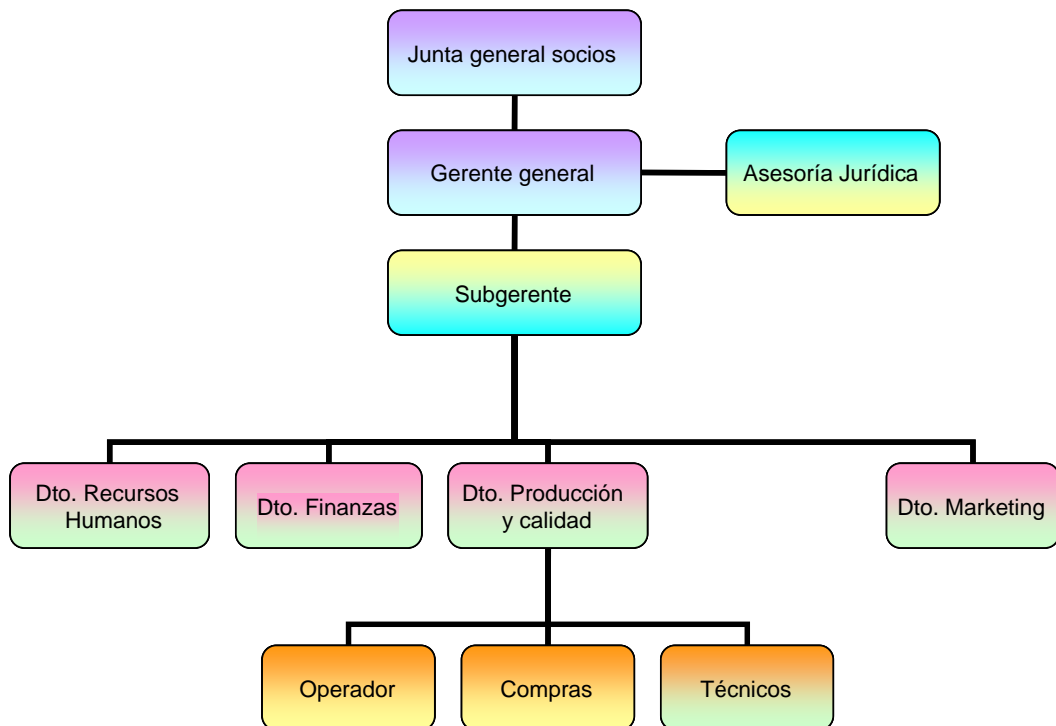 Junta general socios
Gerente general
Asesoría Jurídica
Subgerente
Dto. Recursos
Humanos
Dto. Finanzas
Dto. Producción
y calidad
Dto. Marketing
Operador
Compras
Técnicos